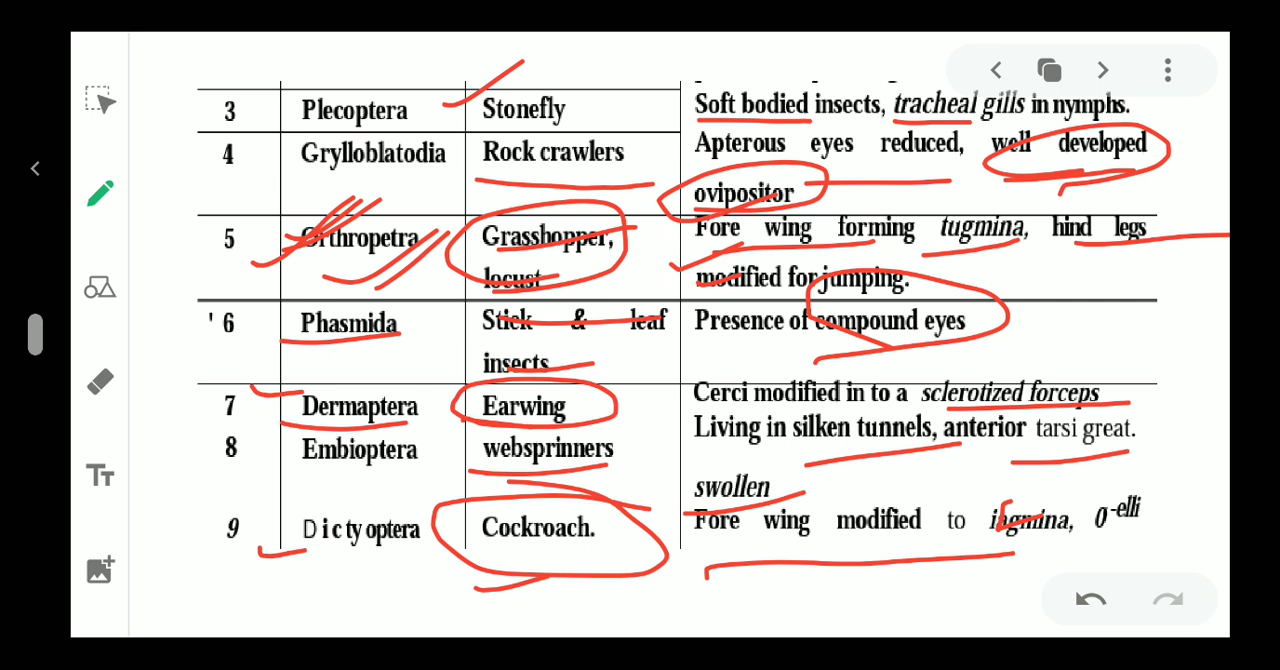 3 Plecoptera Stonefly Soft bodied insects, tracheal gills in nymphs.
4 Grylloblatodia Rock crawlers Apterous eyes reduced, well developed
ovipositor
5 Orthropetra Grasshopper, Fore wing forming tugmina, hind legs
locust modified for jumping.
' 6 Phasmida Stick & leaf Presence of compound eyes
insects
7 Dermaptera Earwing Cerci modified in to a sclerotized forceps
8 Embioptera websprinners Living in silken tunnels, anterior tarsi great.
swollen
9 Dictyoptera Cockroach. Fore wing modified to
Tt